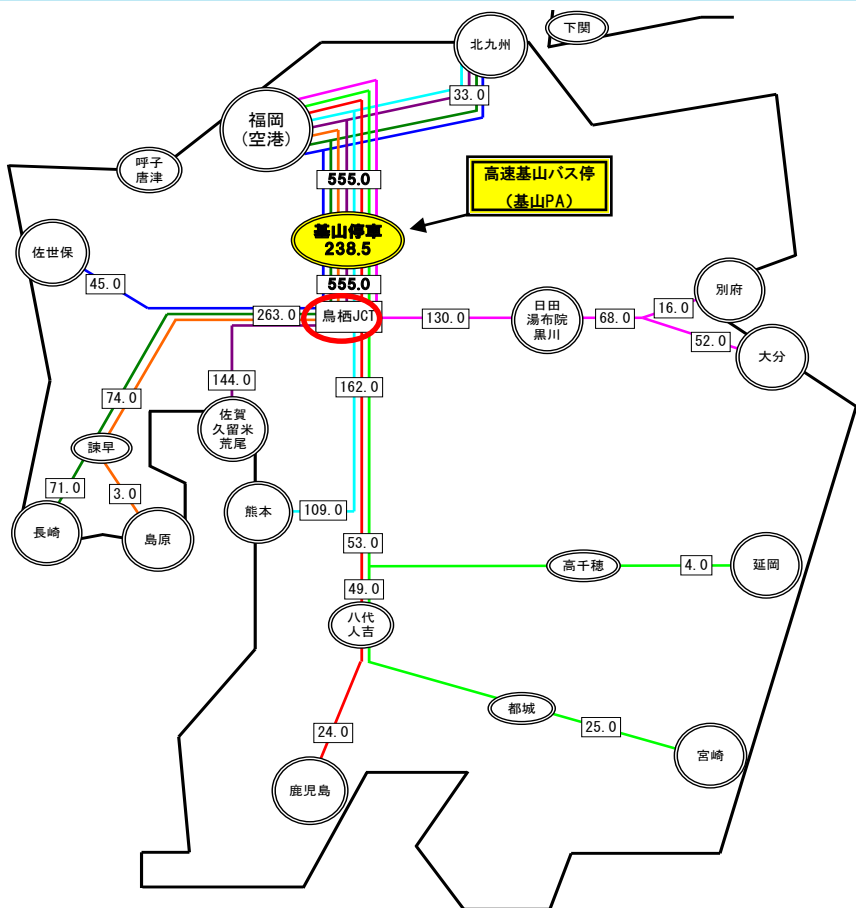 下関
北九州
33.0
福岡
(空港)
呼子
唐津
555.0
高速基山バス停
(基山PA)
基山停車
238.5
佐世保
45.0
555.0
263.0
鳥栖JCT
130.0
日田
湯布院
黒川
68.0
16.0
別府
52.0
大分
144.0
162.0
74.0
佐賀
久留米
荒尾
諫早
71.0
3.0
長崎
島原
熊本
109.0
53.0
高千穂
4.0
延岡
49.0
八代
人吉
都城
25.0
宮崎
24.0
鹿児島